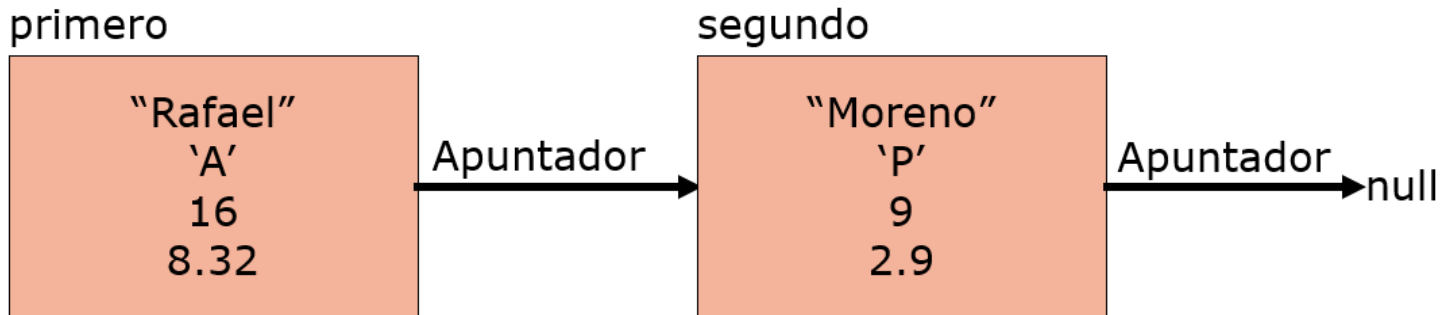 primero
“Rafael”
‘A’
16
8.32
Apuntador
segundo
“Moreno”
‘P’
9
2.9
Apuntador
null